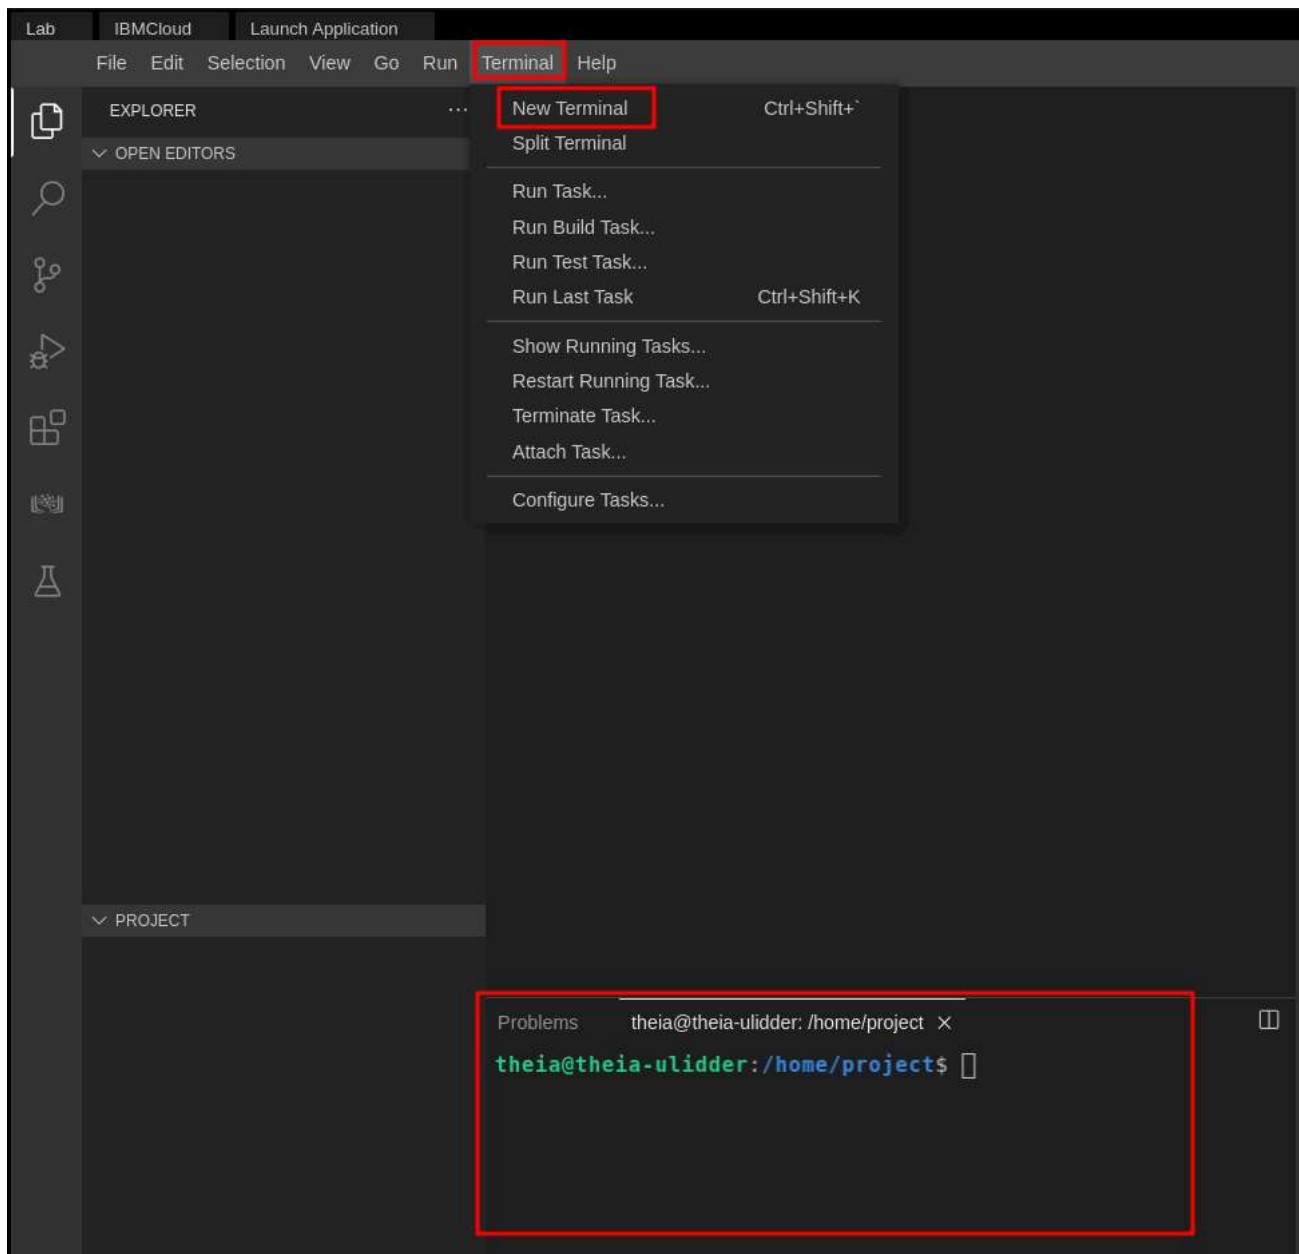 Lab IBMCloud Launch Application
File Edit Selection View Go Run Terminal Help
EXPLORER ...
OPEN EDITORS
New Terminal Ctrl+Shift+`
Split Terminal
Run Task...
Run Build Task...
Run Test Task...
Run Last Task Ctrl+Shift+K
Show Running Tasks...
Restart Running Task...
Terminate Task...
Attach Task...
Configure Tasks...
PROJECT
Problems theia@theia-ulidder: /home/project ×
theia@theia-ulidder:/home/project$